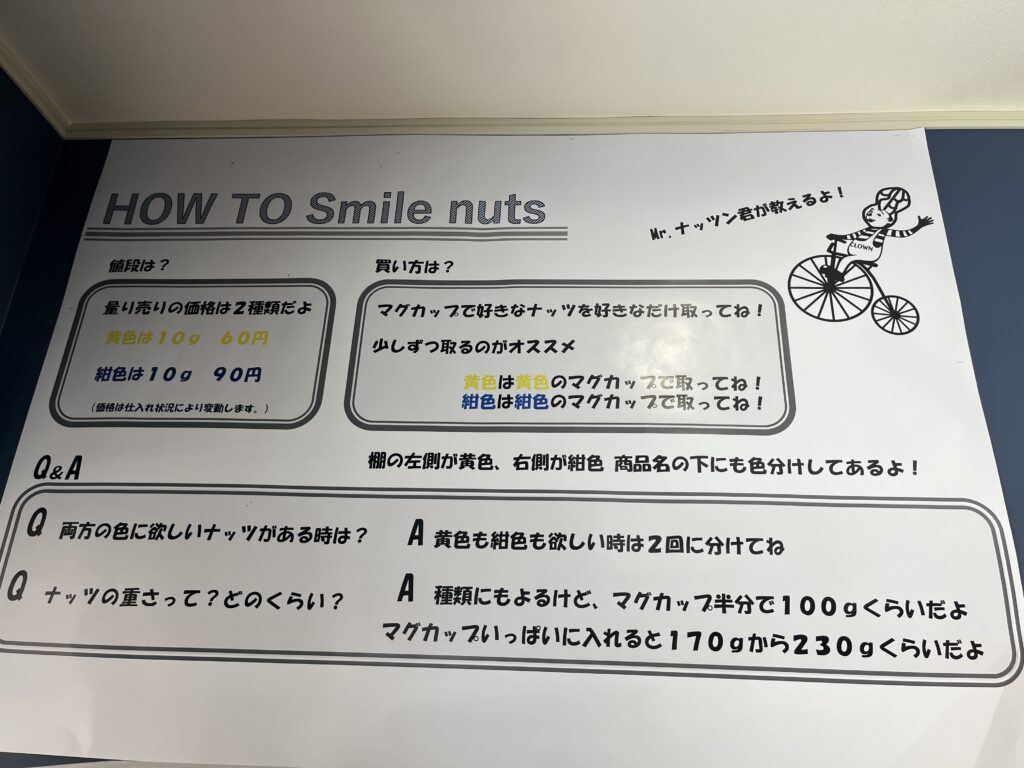 HOW TO Smile nuts
Mr.ナッツン君が教えるよ！
CLOWN
値段は？
量り売りの価格は２種類だよ
黄色は１０ｇ　６０円
紺色は１０ｇ　９０円
（価格は仕入れ状況により変動します。）
買い方は？
マグカップで好きなナッツを好きなだけ取ってね！
少しずつ取るのがオススメ
黄色は黄色のマグカップで取ってね！
紺色は紺色のマグカップで取ってね！
棚の左側が黄色、右側が紺色 商品名の下にも色分けしてあるよ！
Q&A
Q 両方の色に欲しいナッツがある時は？
A 黄色も紺色も欲しい時は２回に分けてね
Q ナッツの重さって？どのくらい？
A 種類にもよるけど、マグカップ半分で１００ｇくらいだよ
マグカップいっぱいに入れると１７０ｇから２３０ｇくらいだよ